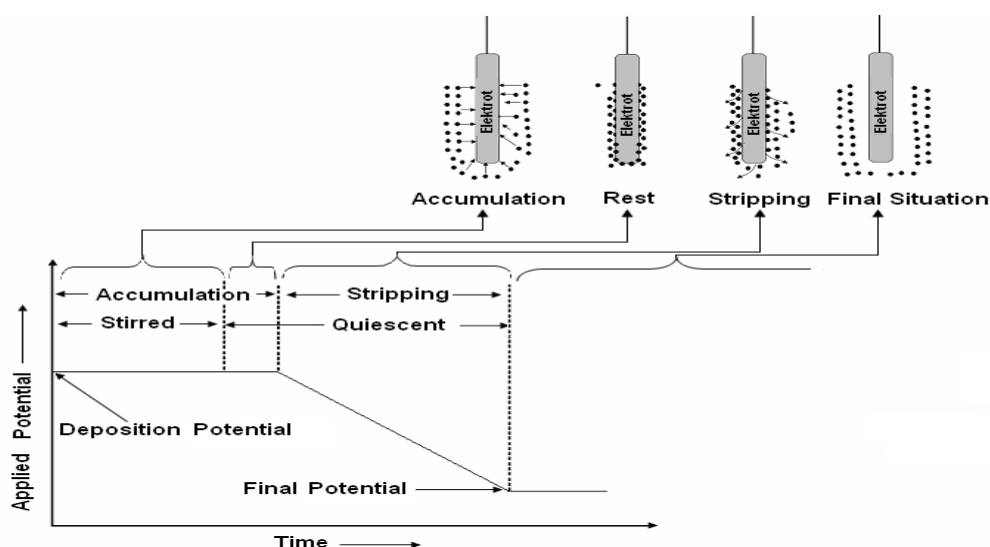 Elektrot
Elektrot
Elektrot
Elektrot
Accumulation
Rest
Stripping
Final Situation
Accumulation
Stripping
Stirred
Quiescent
Deposition Potential
Final Potential
Applied Potential
Time